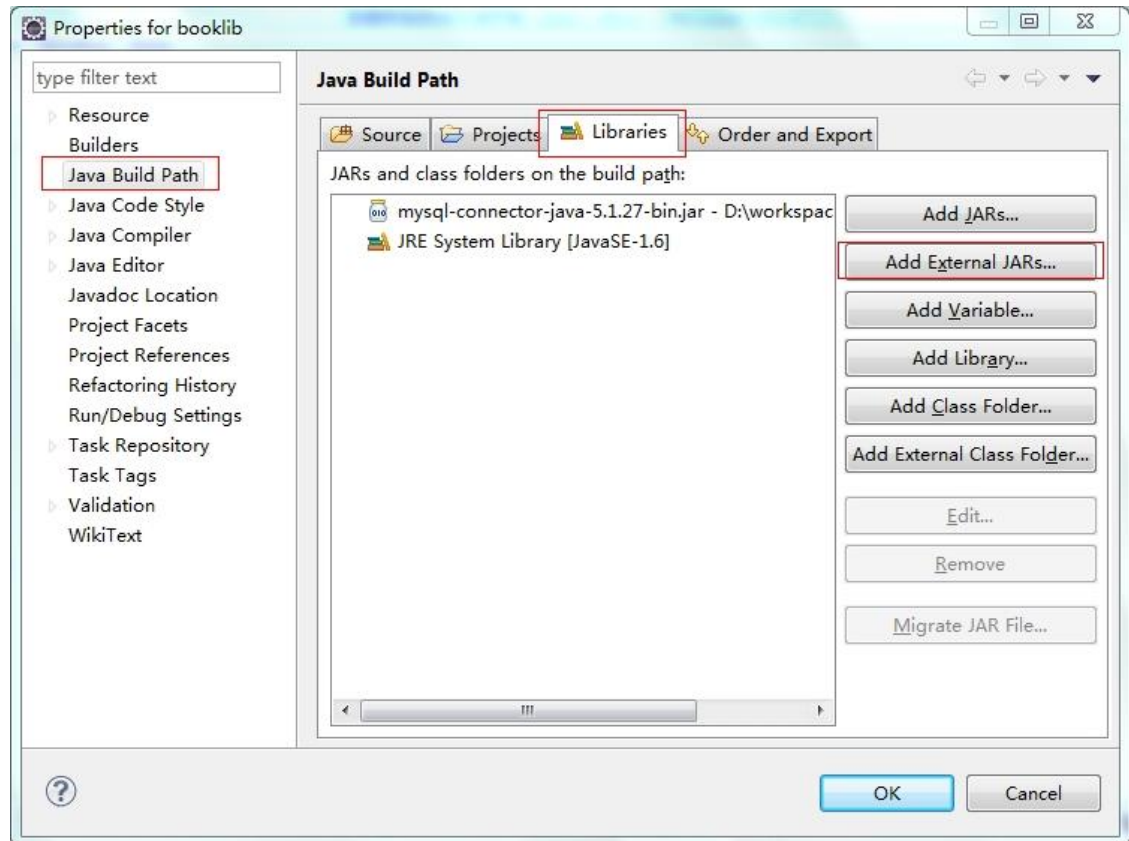 Properties for booklib
type filter text
Resource
Builders
Java Build Path
Java Code Style
Java Compiler
Java Editor
Javadoc Location
Project Facets
Project References
Refactoring History
Run/Debug Settings
Task Repository
Task Tags
Validation
WikiText
Java Build Path
Source Projects Libraries Order and Export
JARs and class folders on the build path:
mysql-connector-java-5.1.27-bin.jar - D:\workspac
JRE System Library [JavaSE-1.6]
Add JARs...
Add External JARs...
Add Variable...
Add Library...
Add Class Folder...
Add External Class Folder...
Edit...
Remove
Migrate JAR File...
OK Cancel